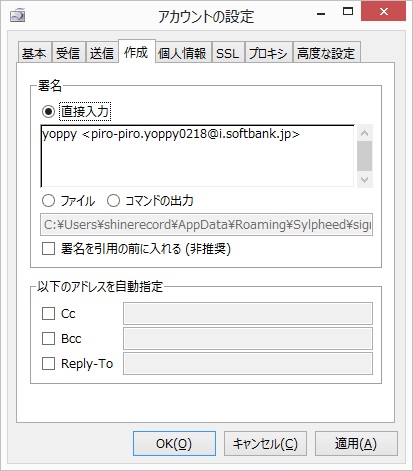 アカウントの設定
基本 受信 送信 作成 個人情報 SSL プロキシ 高度な設定
署名
直接入力
yoppy <piro-piro.yoppy0218@i.softbank.jp>
ファイル コマンドの出力
C:¥Users¥shinerecord¥AppData¥Roaming¥Sylpheed¥sign
署名を引用の前に入れる (非推奨)
以下のアドレスを自動指定
Cc
Bcc
Reply-To
OK(O) キャンセル(C) 適用(A)